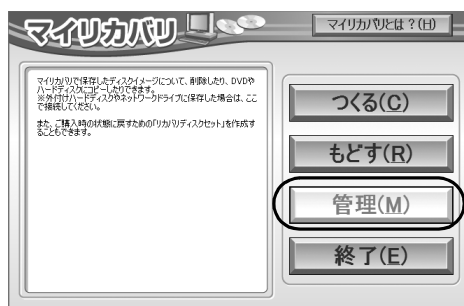 マイリカバリ
マイリカバリとは？(H)
マイリカバリで保存したディスクイメージについて、削除したり、DVDや
ハードディスクにコピーしたりできます。
※外付けハードディスクやネットワークドライブに保存した場合は、ここ
で接続してください。
また、ご購入時の状態に戻すための「リカバリディスクセット」を作成す
ることもできます。
つくる(C)
もどす(R)
管理(M)
終了(E)